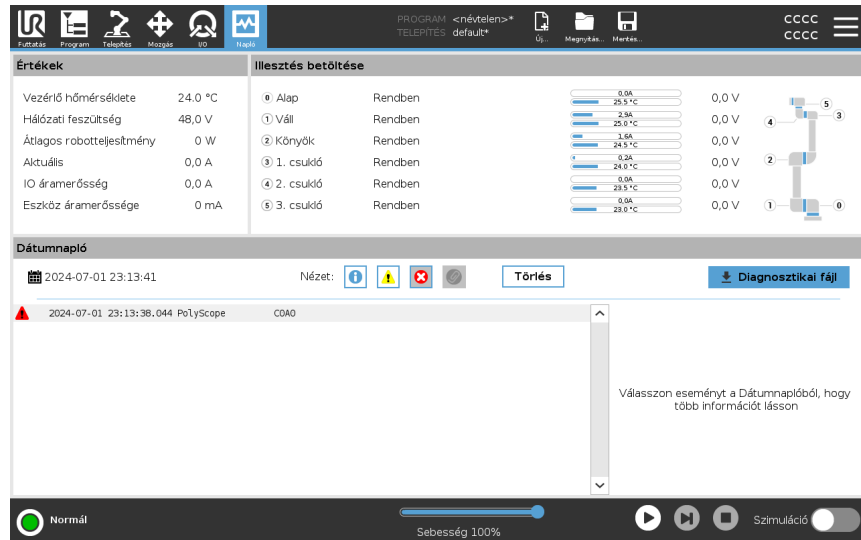 PROGRAM <névtelen>*
TELEPÍTÉS default*
CCCC
CCCC
Futtatás Program Telepítés Mozgás I/O Napló Új... Megnyitás... Mentés...
Értékek
Illesztés betöltése
Vezérlő hőmérséklete 24.0 °C
Hálózati feszültség 48,0 V
Átlagos robotteljesítmény 0 W
Aktuális 0,0 A
IO áramerősség 0,0 A
Eszköz áramerőssége 0 mA
0 Alap Rendben 0,0A 25.5 °C 0,0 V
1 Váll Rendben 2,9A 25.0 °C 0,0 V
2 Könyök Rendben 1,6A 24.5 °C 0,0 V
3 1. csukló Rendben 0,2A 24.0 °C 0,0 V
4 2. csukló Rendben 0,0A 23.5 °C 0,0 V
5 3. csukló Rendben 0,0A 23.0 °C 0,0 V
5
3
4
2
1
0
Dátumnapló
2024-07-01 23:13:41 Nézet: Törlés Diagnosztikai fájl
2024-07-01 23:13:38.044 PolyScope C0A0
Válasszon eseményt a Dátumnaplóból, hogy
több információt lásson
Normál
Sebesség 100%
Szimuláció